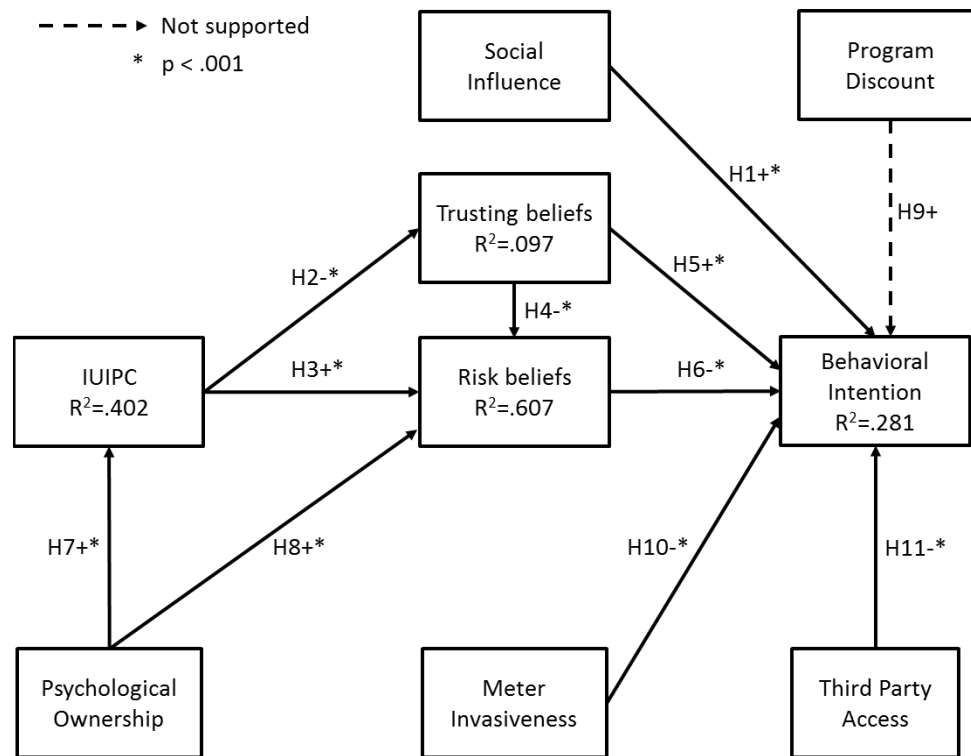 Not supported
* p < .001
Social
Influence
Program
Discount
H1+*
H9+
Trusting beliefs
R²=.097
H2-*
H5+*
H4-*
IUIPC
R²=.402
H3+*
Risk beliefs
R²=.607
H6-*
Behavioral
Intention
R²=.281
H7+*
H8+*
H10-*
H11-*
Psychological
Ownership
Meter
Invasiveness
Third Party
Access